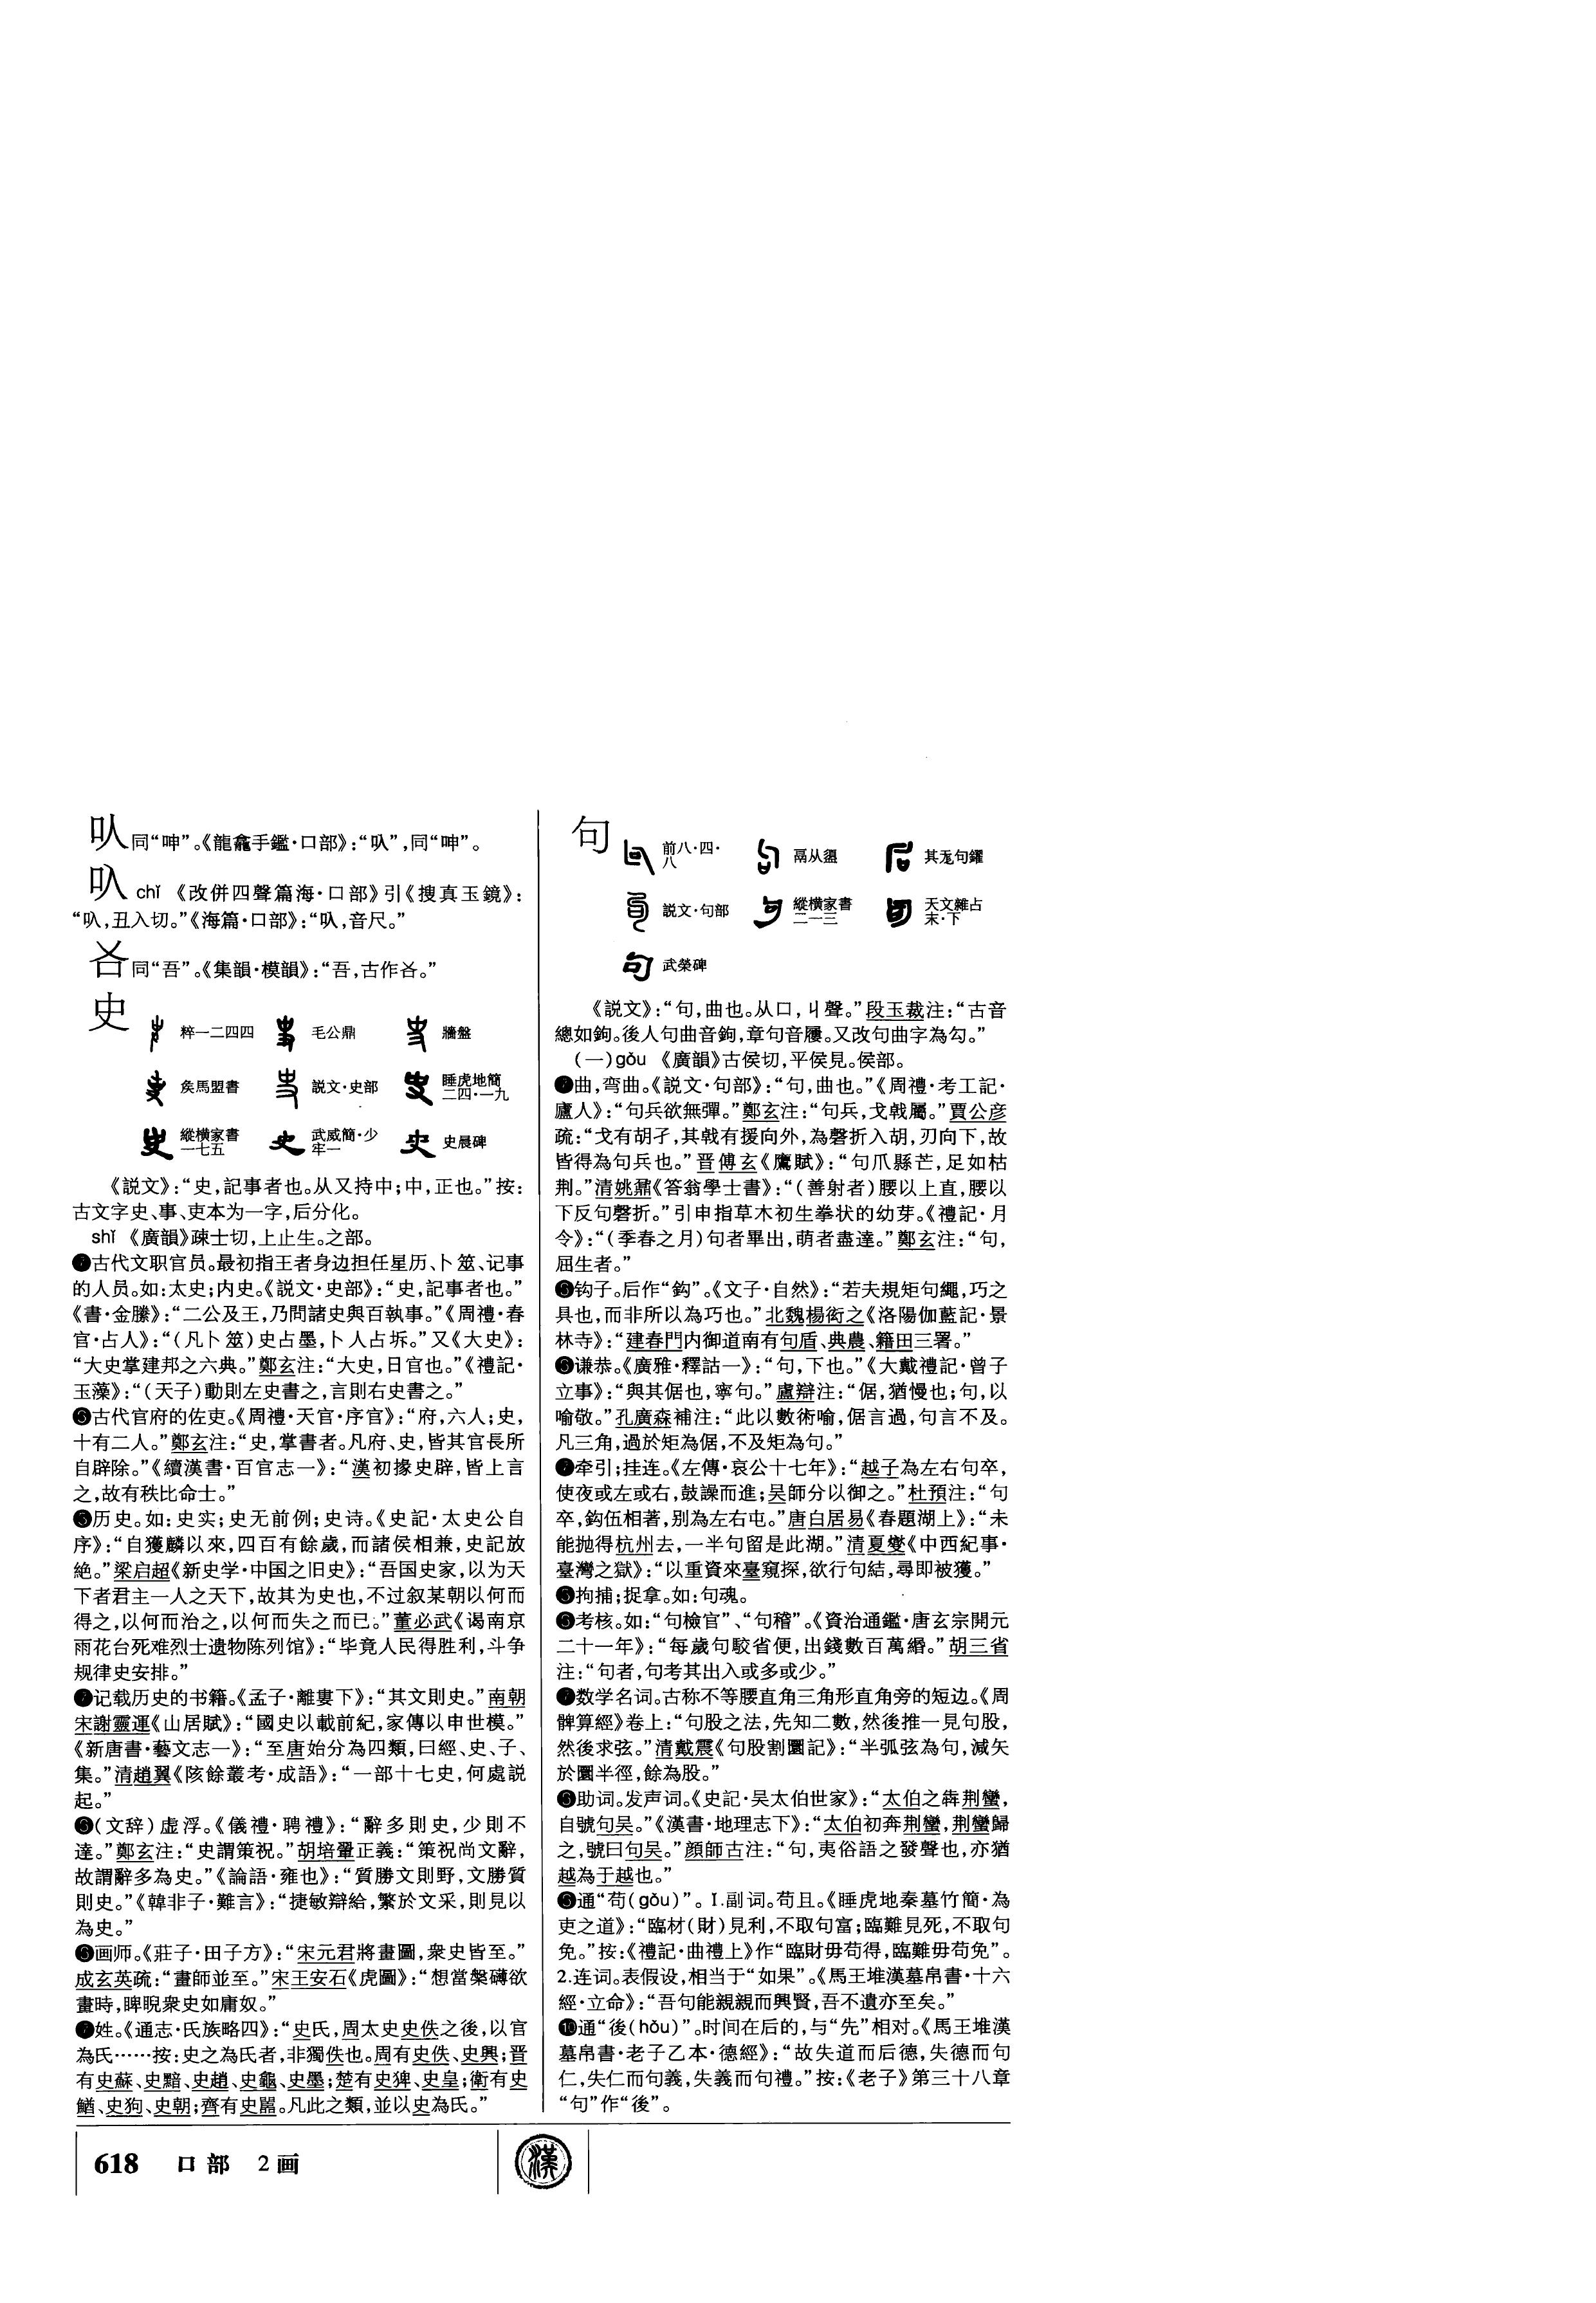 㕥同“呻”。《龍龕手鑑·口部》：“㕥”，同“呻”。
叺 chǐ 《改併四聲篇海·口部》引《搜真玉鏡》：
“叺，丑入切。”《海篇·口部》：“叺，音尺。”
㕦同“吾”。《集韻·模韻》：“吾，古作㕦。”
史
粹一二四四 毛公鼎 牆盤
矦馬盟書 説文·史部 睡虎地簡二四·一九
縱横家書一七五 武威簡·少牢一 史晨碑
《説文》：“史，記事者也。从又持中；中，正也。”按：
古文字史、事、吏本为一字，后分化。
shǐ 《廣韻》疎士切，上止生。之部。
古代文职官员。最初指王者身边担任星历、卜筮、记事
的人员。如：太史；内史。《説文·史部》：“史，記事者也。”
《書·金縢》：“二公及王，乃問諸史與百執事。”《周禮·春
官·占人》：“（凡卜筮）史占墨，卜人占坼。”又《大史》：
“大史掌建邦之六典。”鄭玄注：“大史，日官也。”《禮記·
玉藻》：“（天子）動則左史書之，言則右史書之。”
古代官府的佐吏。《周禮·天官·序官》：“府，六人；史，
十有二人。”鄭玄注：“史，掌書者。凡府、史，皆其官長所
自辟除。”《續漢書·百官志一》：“漢初掾史辟，皆上言
之，故有秩比命士。”
历史。如：史实；史无前例；史诗。《史記·太史公自
序》：“自獲麟以來，四百有餘歲，而諸侯相兼，史記放
絶。”梁启超《新史学·中国之旧史》：“吾国史家，以为天
下者君主一人之天下，故其为史也，不过叙某朝以何而
得之，以何而治之，以何而失之而已。”董必武《谒南京
雨花台死难烈士遗物陈列馆》：“毕竟人民得胜利，斗争
规律史安排。”
记载历史的书籍。《孟子·離婁下》：“其文則史。”南朝
宋謝靈運《山居賦》：“國史以載前紀，家傳以申世模。”
《新唐書·藝文志一》：“至唐始分為四類，曰經、史、子、
集。”清趙翼《陔餘叢考·成語》：“一部十七史，何處説
起。”
（文辞）虚浮。《儀禮·聘禮》：“辭多則史，少則不
達。”鄭玄注：“史謂策祝。”胡培翬正義：“策祝尚文辭，
故謂辭多為史。”《論語·雍也》：“質勝文則野，文勝質
則史。”《韓非子·難言》：“捷敏辯給，繁於文采，則見以
為史。”
画师。《莊子·田子方》：“宋元君將畫圖，衆史皆至。”
成玄英疏：“畫師並至。”宋王安石《虎圖》：“想當槃礴欲
畫時，睥睨衆史如庸奴。”
姓。《通志·氏族略四》：“史氏，周太史史佚之後，以官
為氏……按：史之為氏者，非獨佚也。周有史佚、史興；晋
有史蘇、史黯、史趙、史龜、史墨；楚有史猈、史皇；衛有史
鰌、史狗、史朝；齊有史嚚。凡此之類，並以史為氏。”
句
前八·四·八 鬲从盨 其旡句鑃
説文·句部 縱横家書二一三 天文雜占末·下
武榮碑
《説文》：“句，曲也。从口，丩聲。”段玉裁注：“古音
總如鉤。後人句曲音鉤，章句音屨。又改句曲字為勾。”
（一）gǒu 《廣韻》古侯切，平侯見。侯部。
曲，弯曲。《説文·句部》：“句，曲也。”《周禮·考工記·
廬人》：“句兵欲無彈。”鄭玄注：“句兵，戈戟屬。”賈公彦
疏：“戈有胡孑，其戟有援向外，為磬折入胡，刃向下，故
皆得為句兵也。”晋傅玄《鷹賦》：“句爪縣芒，足如枯
荆。”清姚鼐《答翁學士書》：“（善射者）腰以上直，腰以
下反句磬折。”引申指草木初生拳状的幼芽。《禮記·月
令》：“（季春之月）句者畢出，萌者盡達。”鄭玄注：“句，
屈生者。”
钩子。后作“鈎”。《文子·自然》：“若夫規矩句繩，巧之
具也，而非所以為巧也。”北魏楊衒之《洛陽伽藍記·景
林寺》：“建春門内御道南有句盾、典農、籍田三署。”
谦恭。《廣雅·釋詁一》：“句，下也。”《大戴禮記·曾子
立事》：“與其倨也，寧句。”盧辯注：“倨，猶慢也；句，以
喻敬。”孔廣森補注：“此以數術喻，倨言過，句言不及。
凡三角，過於矩為倨，不及矩為句。”
牵引；挂连。《左傳·哀公十七年》：“越子為左右句卒，
使夜或左或右，鼓譟而進；吴師分以御之。”杜預注：“句
卒，鈎伍相著，别為左右屯。”唐白居易《春題湖上》：“未
能抛得杭州去，一半句留是此湖。”清夏燮《中西紀事·
臺灣之獄》：“以重資來臺窺探，欲行句結，尋即被獲。”
拘捕；捉拿。如：句魂。
考核。如：“句檢官”、“句稽”。《資治通鑑·唐玄宗開元
二十一年》：“每歲句駁省便，出錢數百萬緡。”胡三省
注：“句者，句考其出入或多或少。”
数学名词。古称不等腰直角三角形直角旁的短边。《周
髀算經》卷上：“句股之法，先知二數，然後推一見句股，
然後求弦。”清戴震《句股割圜記》：“半弧弦為句，減矢
於圜半徑，餘為股。”
助词。发声词。《史記·吴太伯世家》：“太伯之犇荆蠻，
自號句吴。”《漢書·地理志下》：“太伯初奔荆蠻，荆蠻歸
之，號曰句吴。”顔師古注：“句，夷俗語之發聲也，亦猶
越為于越也。”
通“苟（gǒu）”。1.副词。苟且。《睡虎地秦墓竹簡·為
吏之道》：“臨材（財）見利，不取句富；臨難見死，不取句
免。”按：《禮記·曲禮上》作“臨財毋苟得，臨難毋苟免”。
2.连词。表假设，相当于“如果”。《馬王堆漢墓帛書·十六
經·立命》：“吾句能親親而興賢，吾不遺亦至矣。”
❿通“後（hǒu）”。时间在后的，与“先”相对。《馬王堆漢
墓帛書·老子乙本·德經》：“故失道而后德，失德而句
仁，失仁而句義，失義而句禮。”按：《老子》第三十八章
“句”作“後”。
618 口部 2画
漢